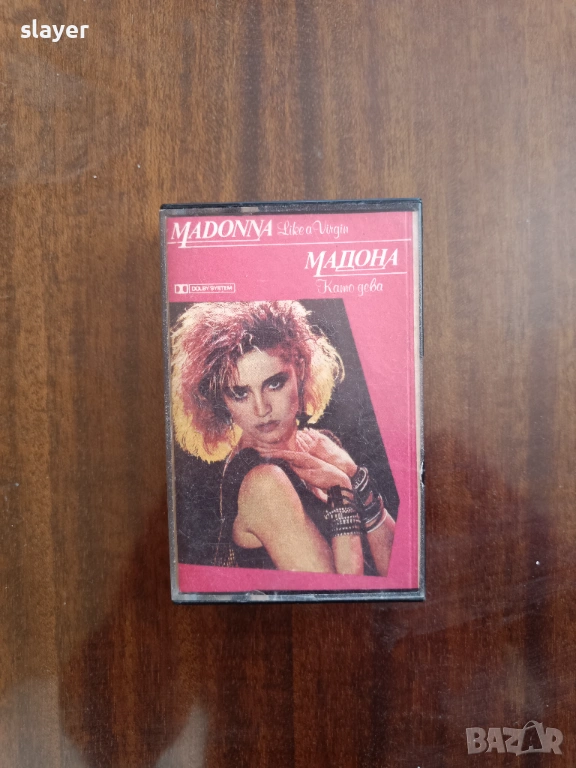 slayer
MADONNA Like a Virgin
МАДОНА
DOLBY SYSTEM
Като дева
BAZAR